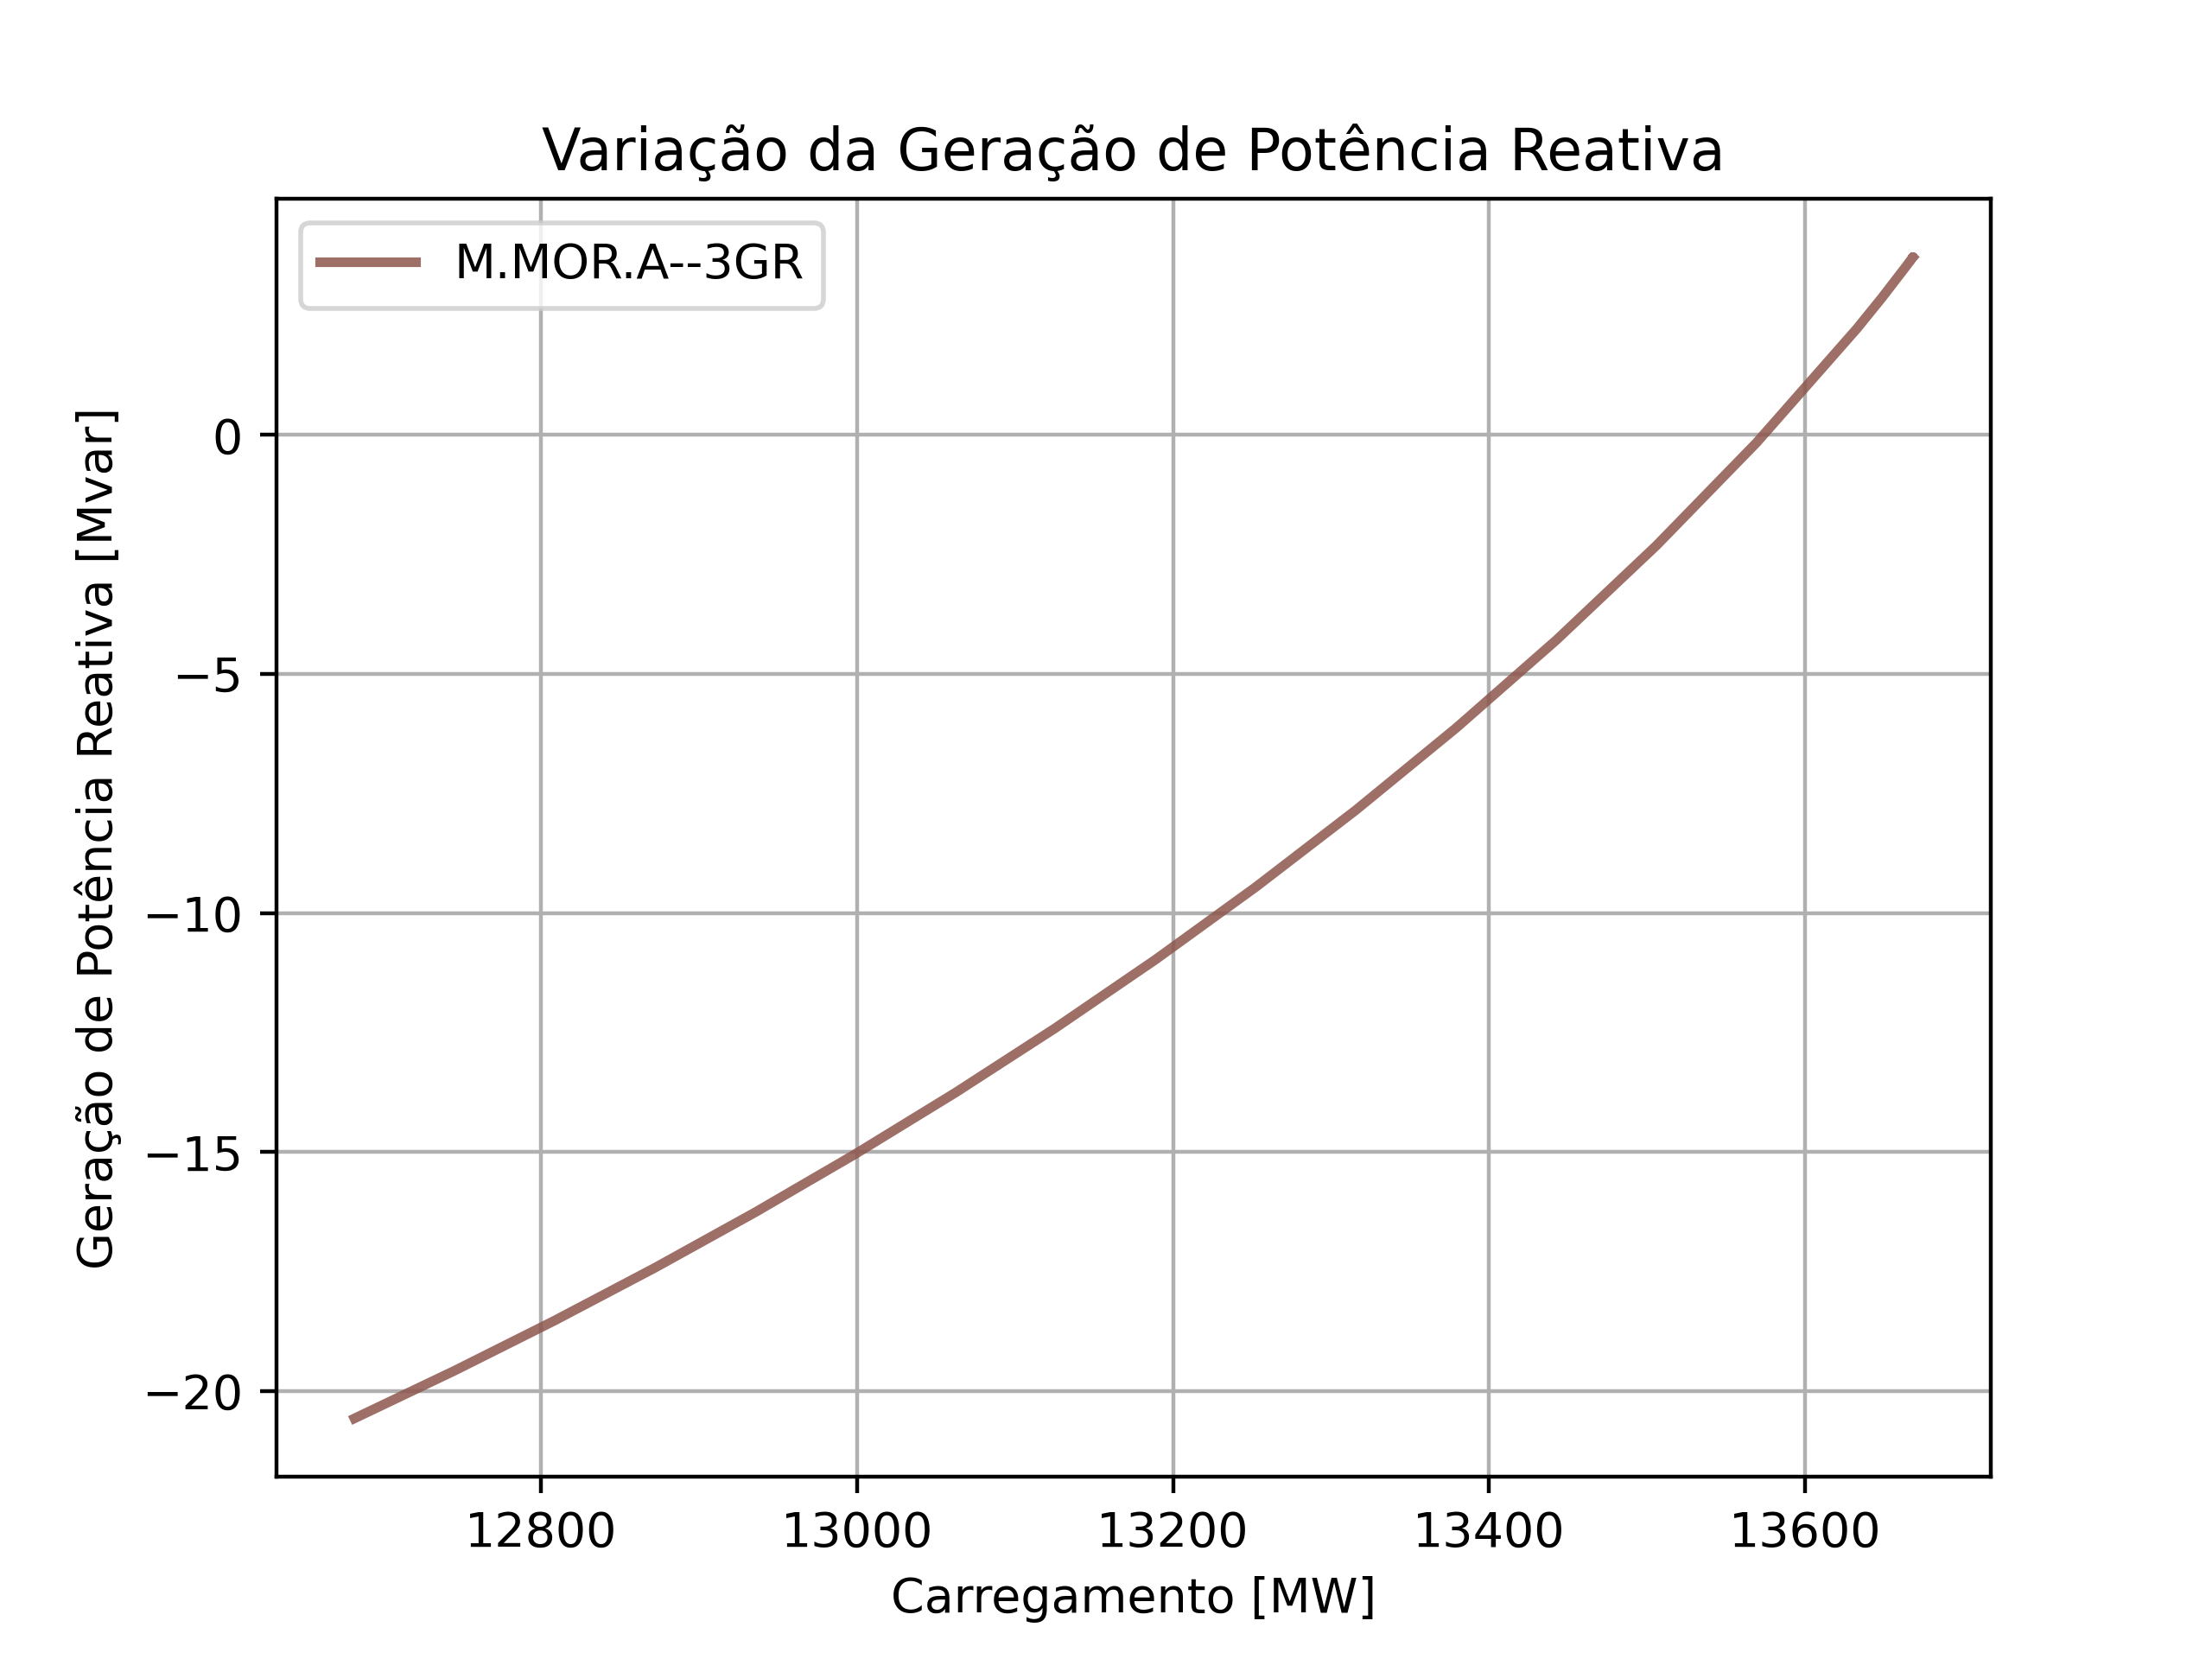 Variação da Geração de Potência Reativa
M.MOR.A--3GR
Geração de Potência Reativa [Mvar]
0
−5
−10
−15
−20
12800 13000 13200 13400 13600
Carregamento [MW]